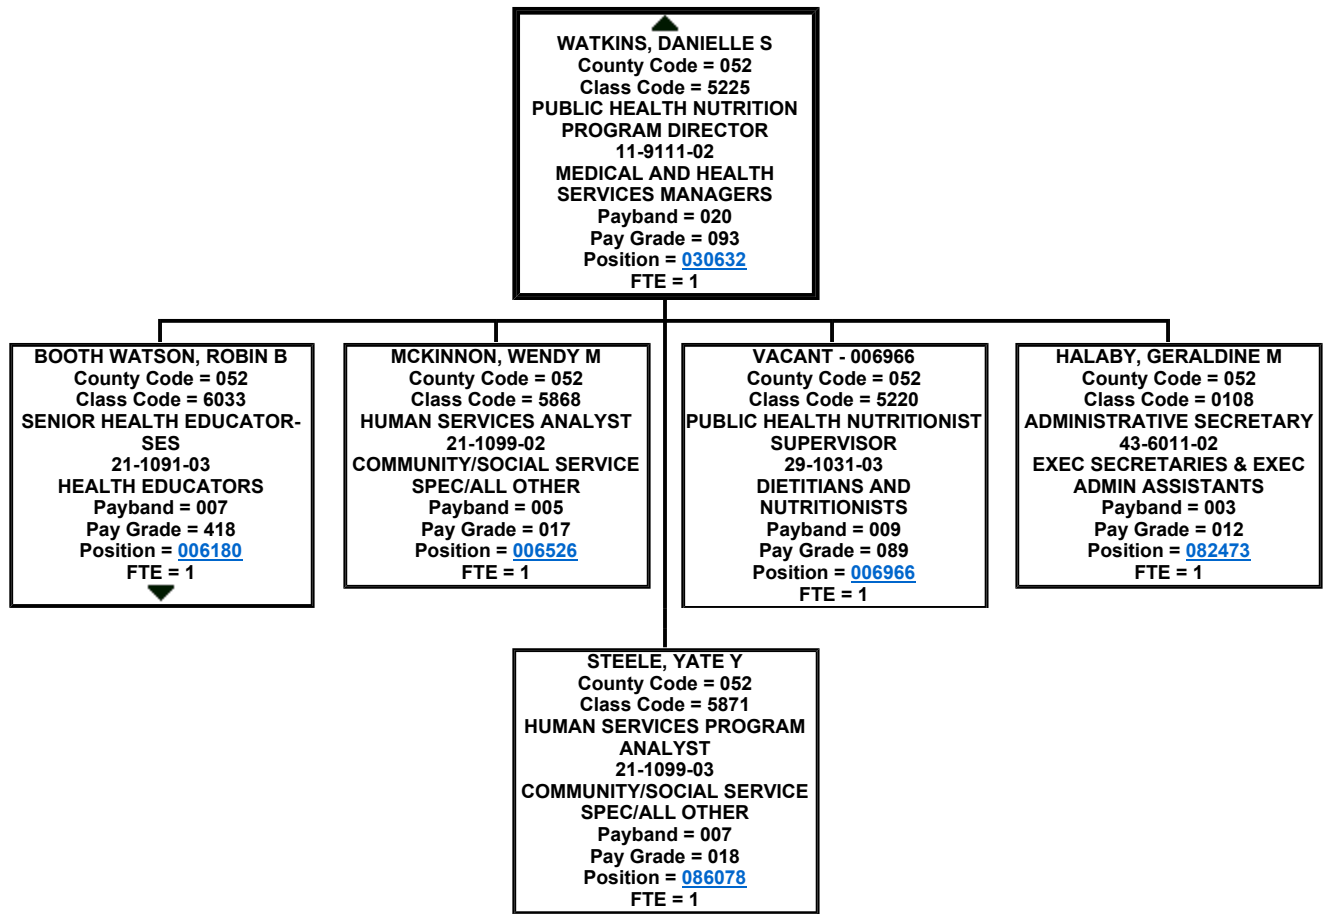 WATKINS, DANIELLE S
County Code = 052
Class Code = 5225
PUBLIC HEALTH NUTRITION
PROGRAM DIRECTOR
11-9111-02
MEDICAL AND HEALTH
SERVICES MANAGERS
Payband = 020
Pay Grade = 093
Position = 030632
FTE = 1
BOOTH WATSON, ROBIN B
County Code = 052
Class Code = 6033
SENIOR HEALTH EDUCATOR-
SES
21-1091-03
HEALTH EDUCATORS
Payband = 007
Pay Grade = 418
Position = 006180
FTE = 1
MCKINNON, WENDY M
County Code = 052
Class Code = 5868
HUMAN SERVICES ANALYST
21-1099-02
COMMUNITY/SOCIAL SERVICE
SPEC/ALL OTHER
Payband = 005
Pay Grade = 017
Position = 006526
FTE = 1
VACANT - 006966
County Code = 052
Class Code = 5220
PUBLIC HEALTH NUTRITIONIST
SUPERVISOR
29-1031-03
DIETITIANS AND
NUTRITIONISTS
Payband = 009
Pay Grade = 089
Position = 006966
FTE = 1
HALABY, GERALDINE M
County Code = 052
Class Code = 0108
ADMINISTRATIVE SECRETARY
43-6011-02
EXEC SECRETARIES & EXEC
ADMIN ASSISTANTS
Payband = 003
Pay Grade = 012
Position = 082473
FTE = 1
STEELE, YATE Y
County Code = 052
Class Code = 5871
HUMAN SERVICES PROGRAM
ANALYST
21-1099-03
COMMUNITY/SOCIAL SERVICE
SPEC/ALL OTHER
Payband = 007
Pay Grade = 018
Position = 086078
FTE = 1